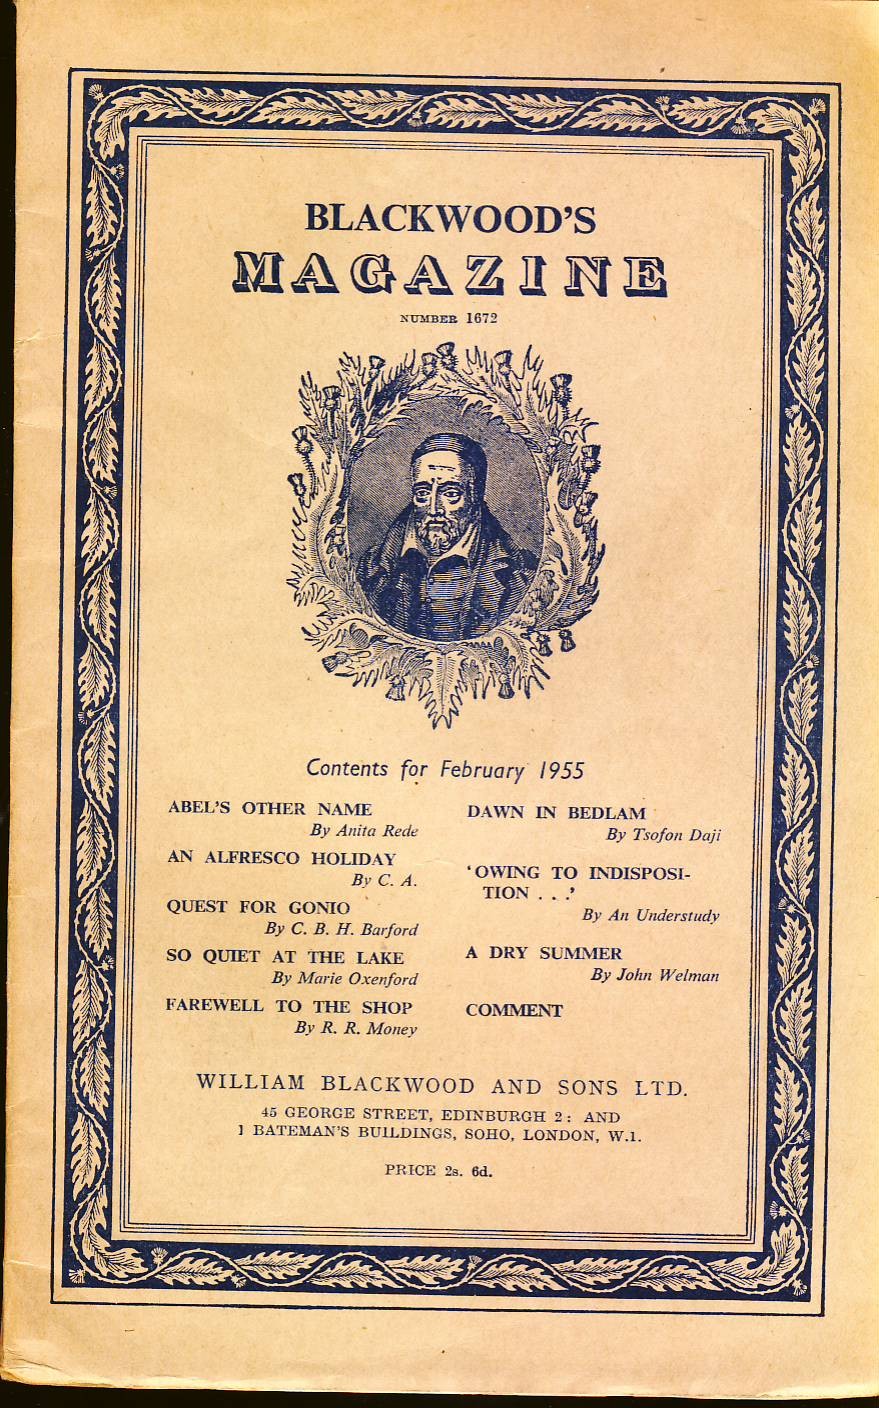 BLACKWOOD'S
MAGAZINE
NUMBER 1672
Contents for February 1955
ABEL'S OTHER NAME
By Anita Rede
AN ALFRESCO HOLIDAY
By C. A.
QUEST FOR GONIO
By C. B. H. Barford
SO QUIET AT THE LAKE
By Marie Oxenford
FAREWELL TO THE SHOP
By R. R. Money
DAWN IN BEDLAM
By Tsofon Daji
'OWING TO INDISPOSI-
TION . . .'
By An Understudy
A DRY SUMMER
By John Welman
COMMENT
WILLIAM BLACKWOOD AND SONS LTD.
45 GEORGE STREET, EDINBURGH 2: AND
1 BATEMAN'S BUILDINGS, SOHO, LONDON, W.1.
PRICE 2s. 6d.